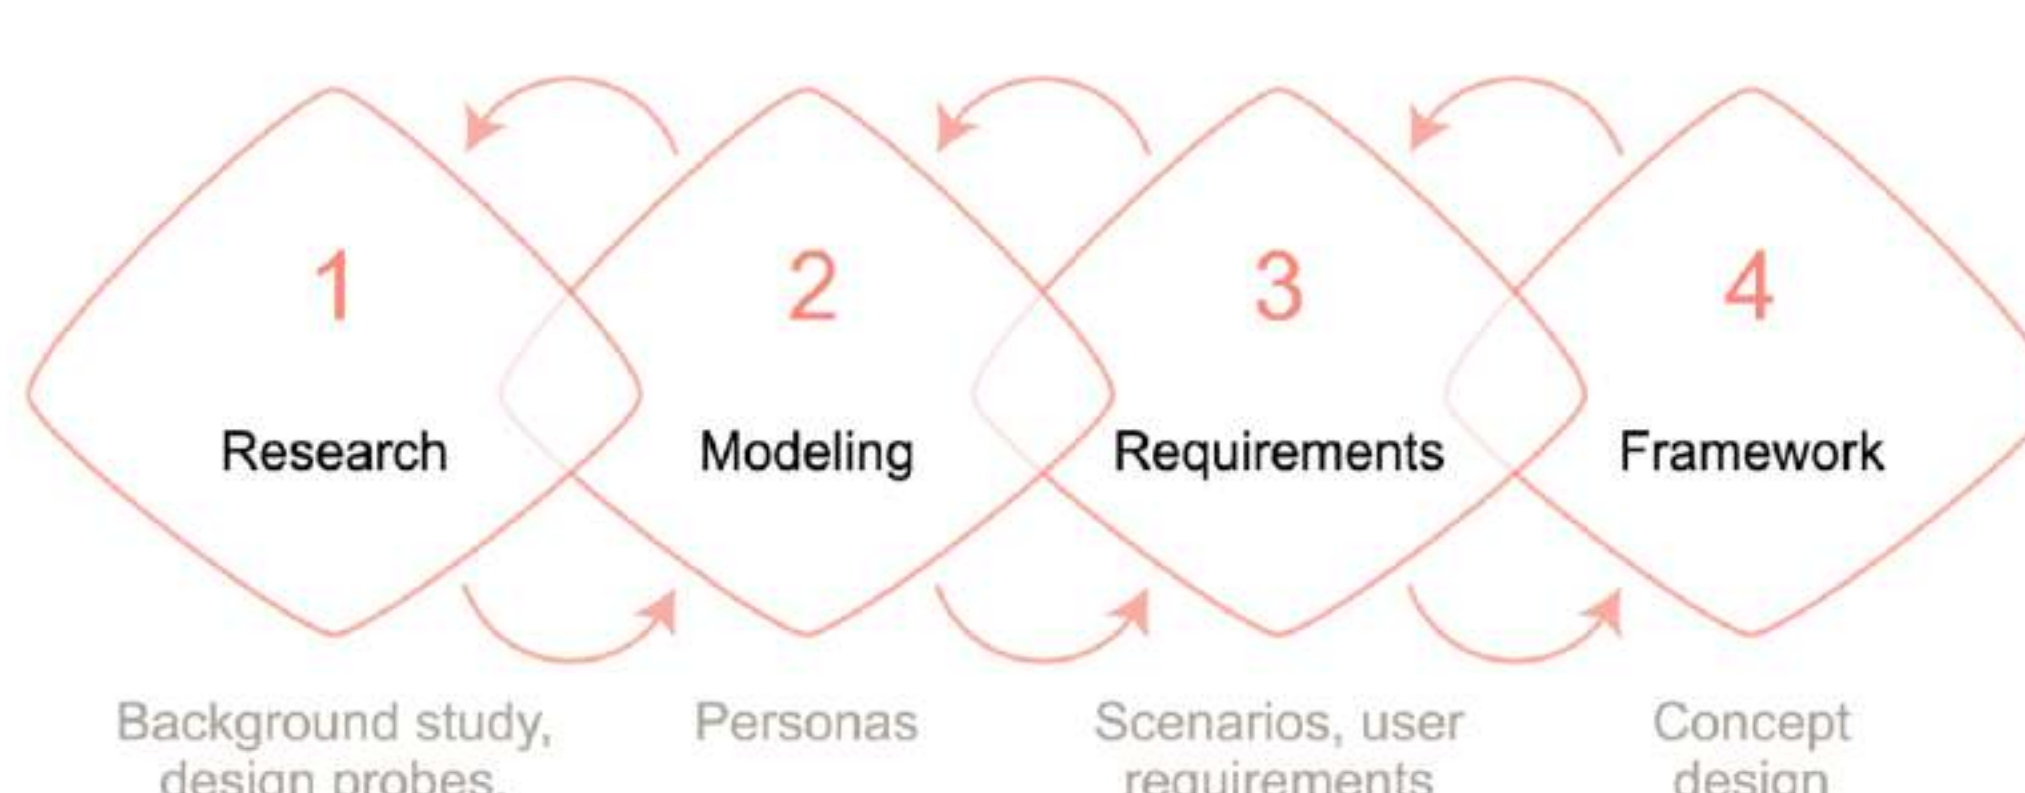 1
2
3
4
Research
Modeling
Requirements
Framework
Background study,
design probes,
Personas
Scenarios, user
requirements
Concept
design